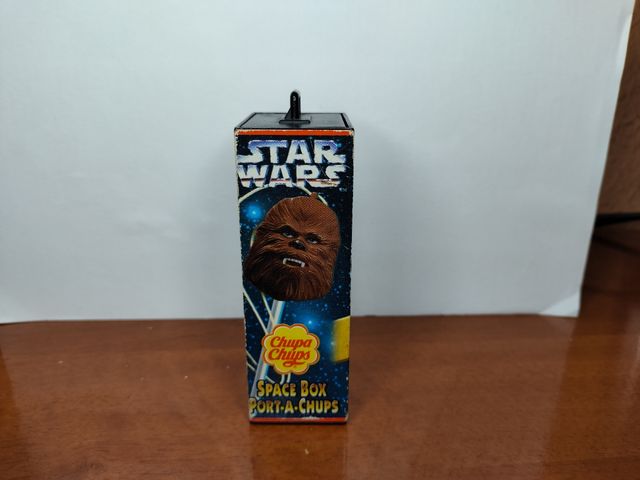 STAR
WARS
Chupa
Chups
SPACE BOX
PORT-A-CHUPS